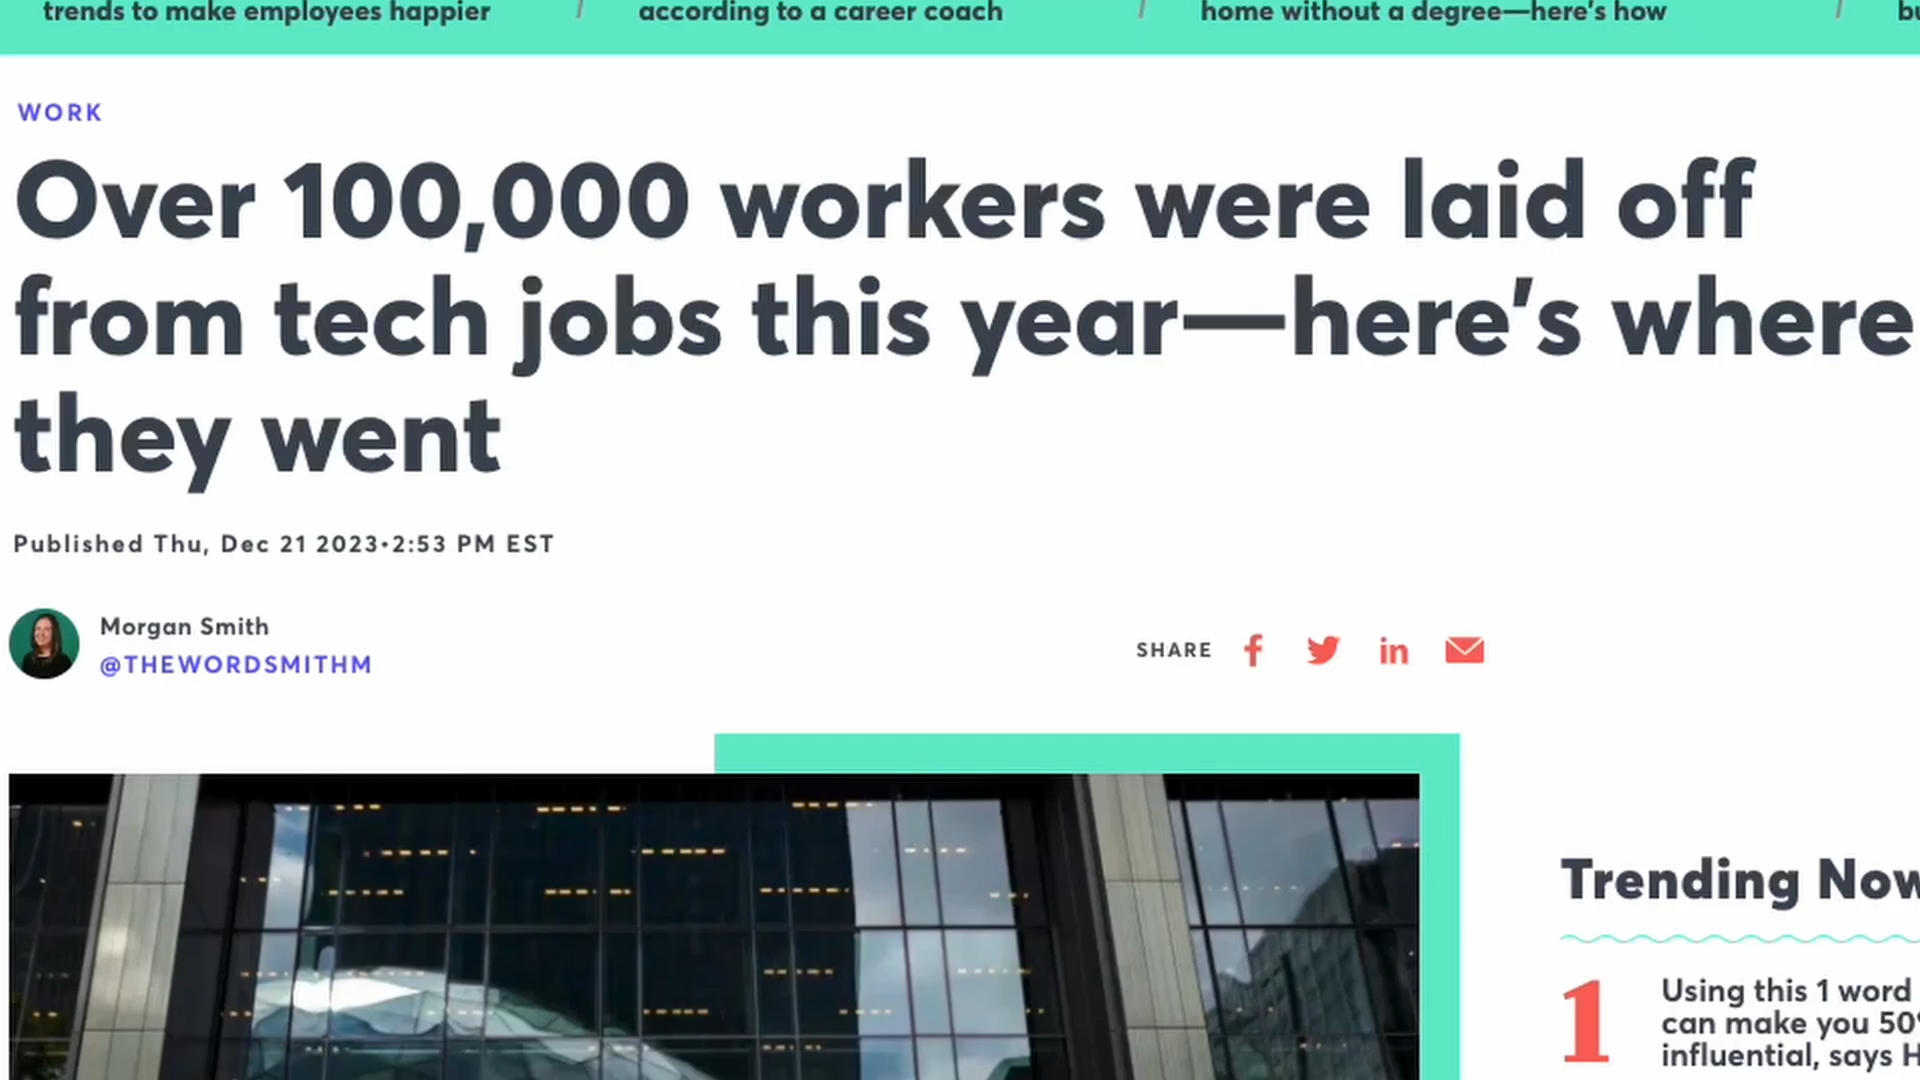 trends to make employees happier / according to a career coach / home without a degree—here's how /
WORK
Over 100,000 workers were laid off
from tech jobs this year—here's where
they went
Published Thu, Dec 21 2023•2:53 PM EST
Morgan Smith
@THEWORDSMITHM
SHARE
Trending Now
1
Using this 1 word
can make you 50%
influential, says H